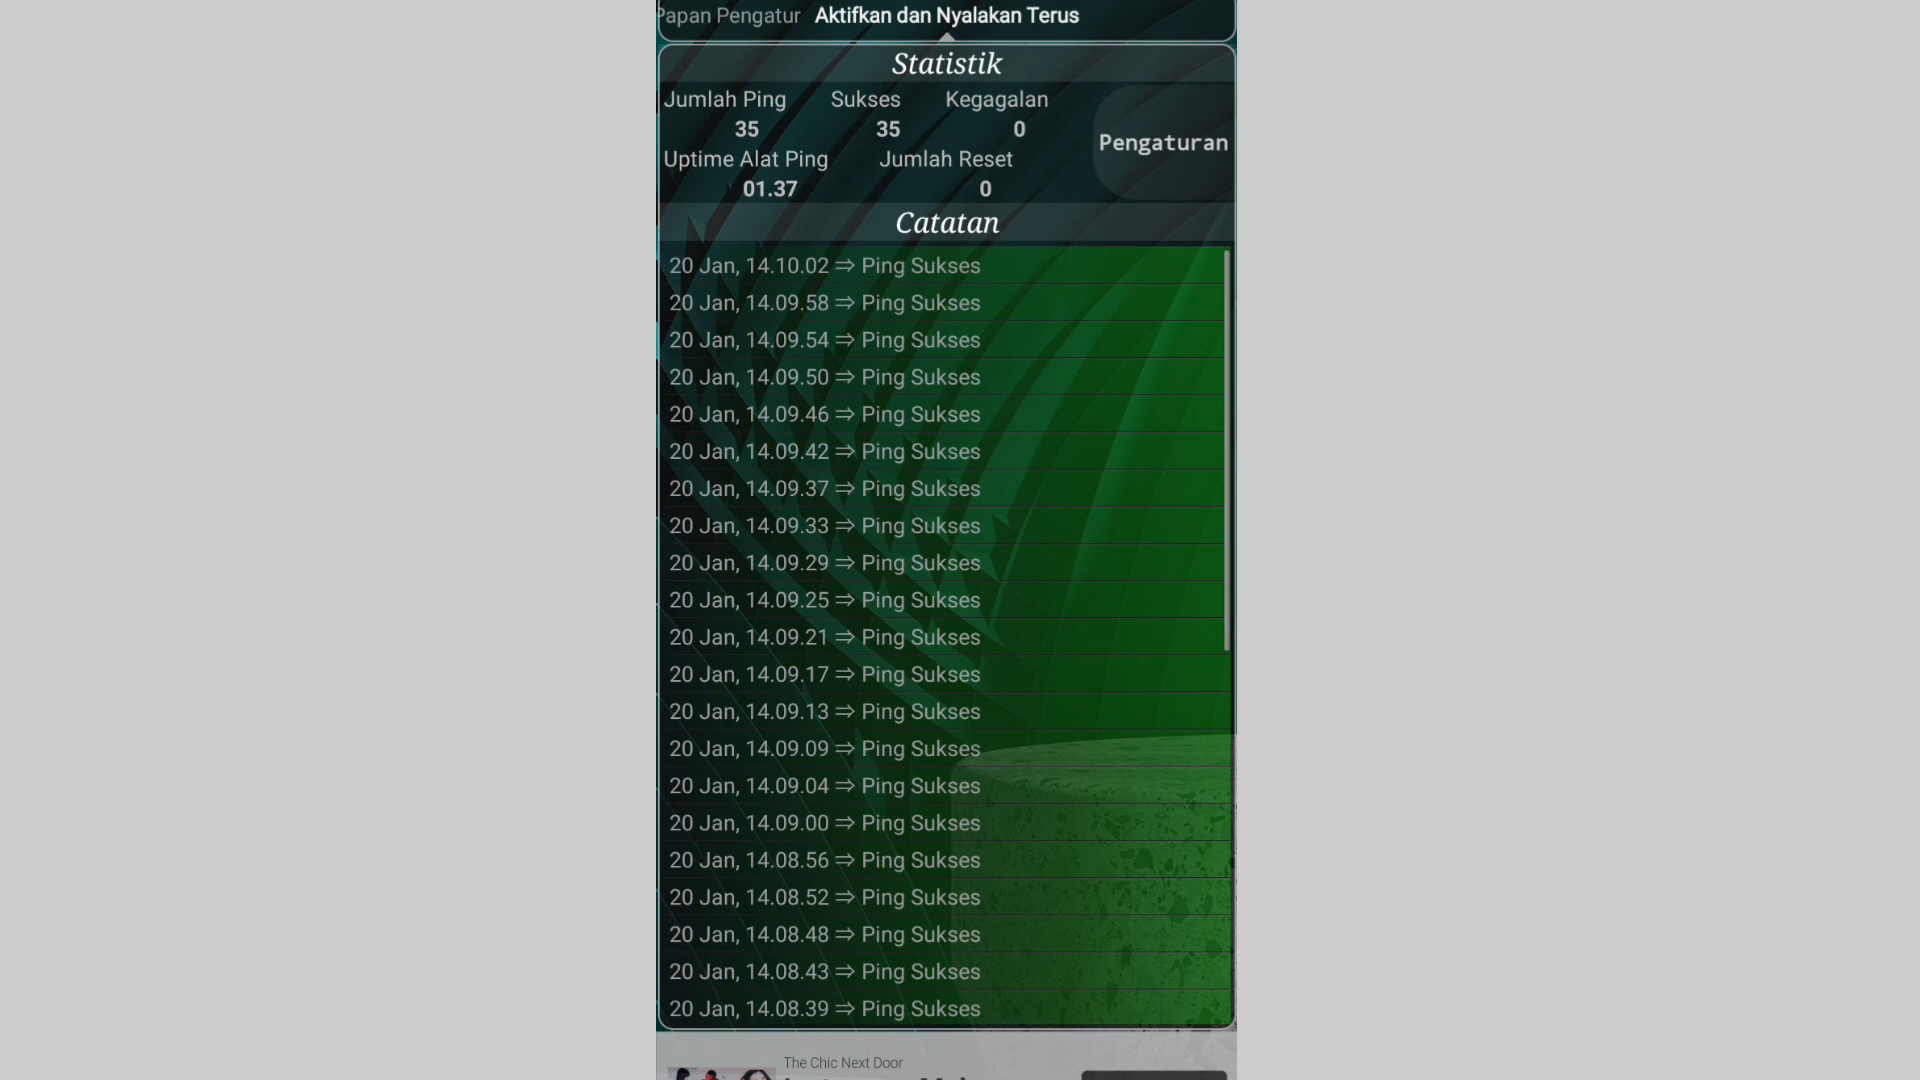 Papan Pengatur Aktifkan dan Nyalakan Terus
Statistik
Jumlah Ping Sukses Kegagalan
35 35 0
Pengaturan
Uptime Alat Ping Jumlah Reset
01.37 0
Catatan
20 Jan, 14.10.02 ⇒ Ping Sukses
20 Jan, 14.09.58 ⇒ Ping Sukses
20 Jan, 14.09.54 ⇒ Ping Sukses
20 Jan, 14.09.50 ⇒ Ping Sukses
20 Jan, 14.09.46 ⇒ Ping Sukses
20 Jan, 14.09.42 ⇒ Ping Sukses
20 Jan, 14.09.37 ⇒ Ping Sukses
20 Jan, 14.09.33 ⇒ Ping Sukses
20 Jan, 14.09.29 ⇒ Ping Sukses
20 Jan, 14.09.25 ⇒ Ping Sukses
20 Jan, 14.09.21 ⇒ Ping Sukses
20 Jan, 14.09.17 ⇒ Ping Sukses
20 Jan, 14.09.13 ⇒ Ping Sukses
20 Jan, 14.09.09 ⇒ Ping Sukses
20 Jan, 14.09.04 ⇒ Ping Sukses
20 Jan, 14.09.00 ⇒ Ping Sukses
20 Jan, 14.08.56 ⇒ Ping Sukses
20 Jan, 14.08.52 ⇒ Ping Sukses
20 Jan, 14.08.48 ⇒ Ping Sukses
20 Jan, 14.08.43 ⇒ Ping Sukses
20 Jan, 14.08.39 ⇒ Ping Sukses
The Chic Next Door